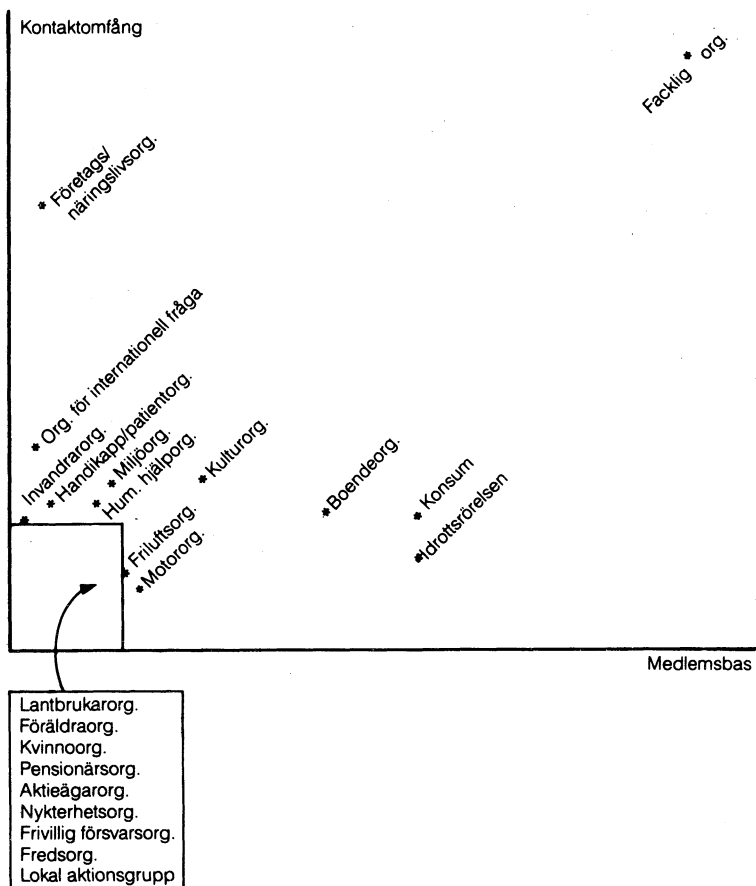 Kontaktomfång
Facklig org.
Företags/
näringslivsorg.
Org. för internationell fråga
Invandrarorg.
Handikapp/patientorg.
Miljöorg.
Hum. hjälporg.
Kulturorg.
Boendeorg.
Konsum
Idrottsrörelsen
Friluftsorg.
Motororg.
Medlemsbas
Lantbrukarorg.
Föräldraorg.
Kvinnoorg.
Pensionärsorg.
Aktieägarorg.
Nykterhetsorg.
Frivillig försvarsorg.
Fredsorg.
Lokal aktionsgrupp